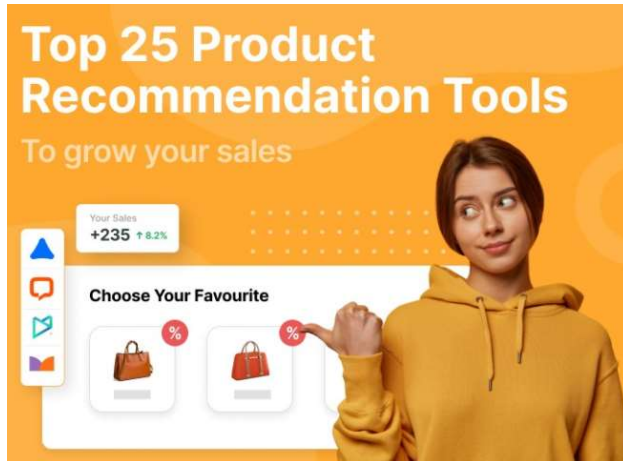 Top 25 Product
Recommendation Tools
To grow your sales
Your Sales
+235 ↑ 8.2%
Choose Your Favourite
%
%